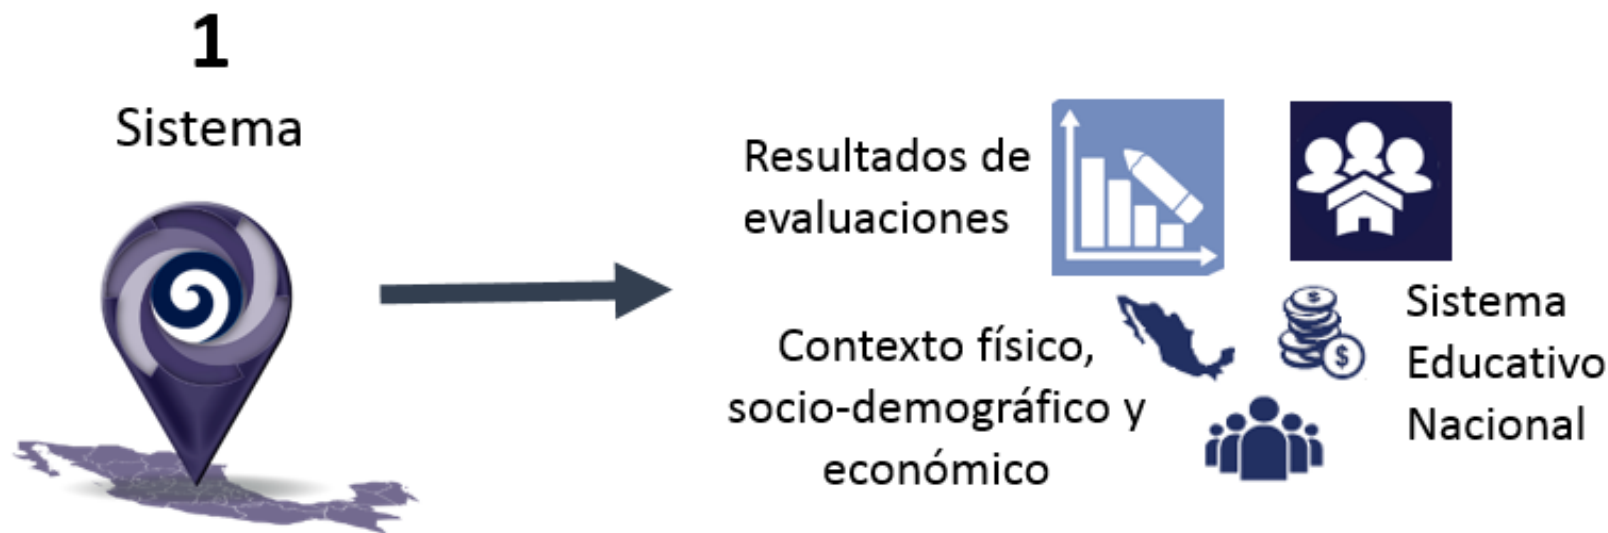 1
Sistema
Resultados de
evaluaciones
Contexto físico,
socio-demográfico y
económico
Sistema
Educativo
Nacional
$
$